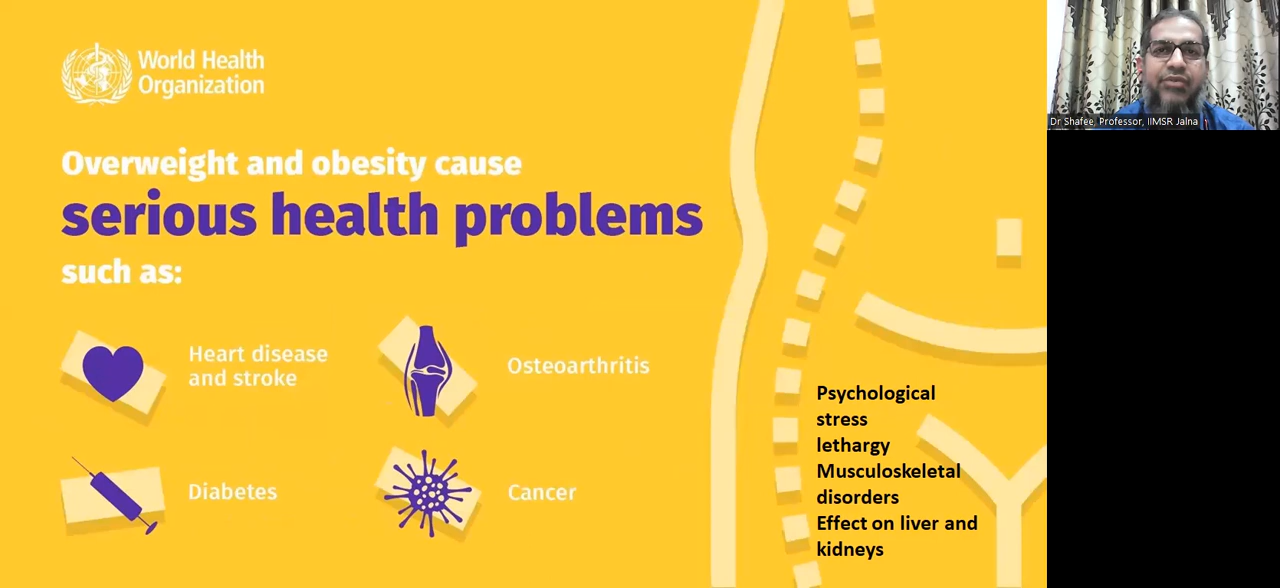 World Health
Organization
Overweight and obesity cause
serious health problems
such as:
Heart disease
and stroke
Osteoarthritis
Diabetes
Cancer
Psychological
stress
lethargy
Musculoskeletal
disorders
Effect on liver and
kidneys
Dr Shafee, Professor, IIMSR Jalna